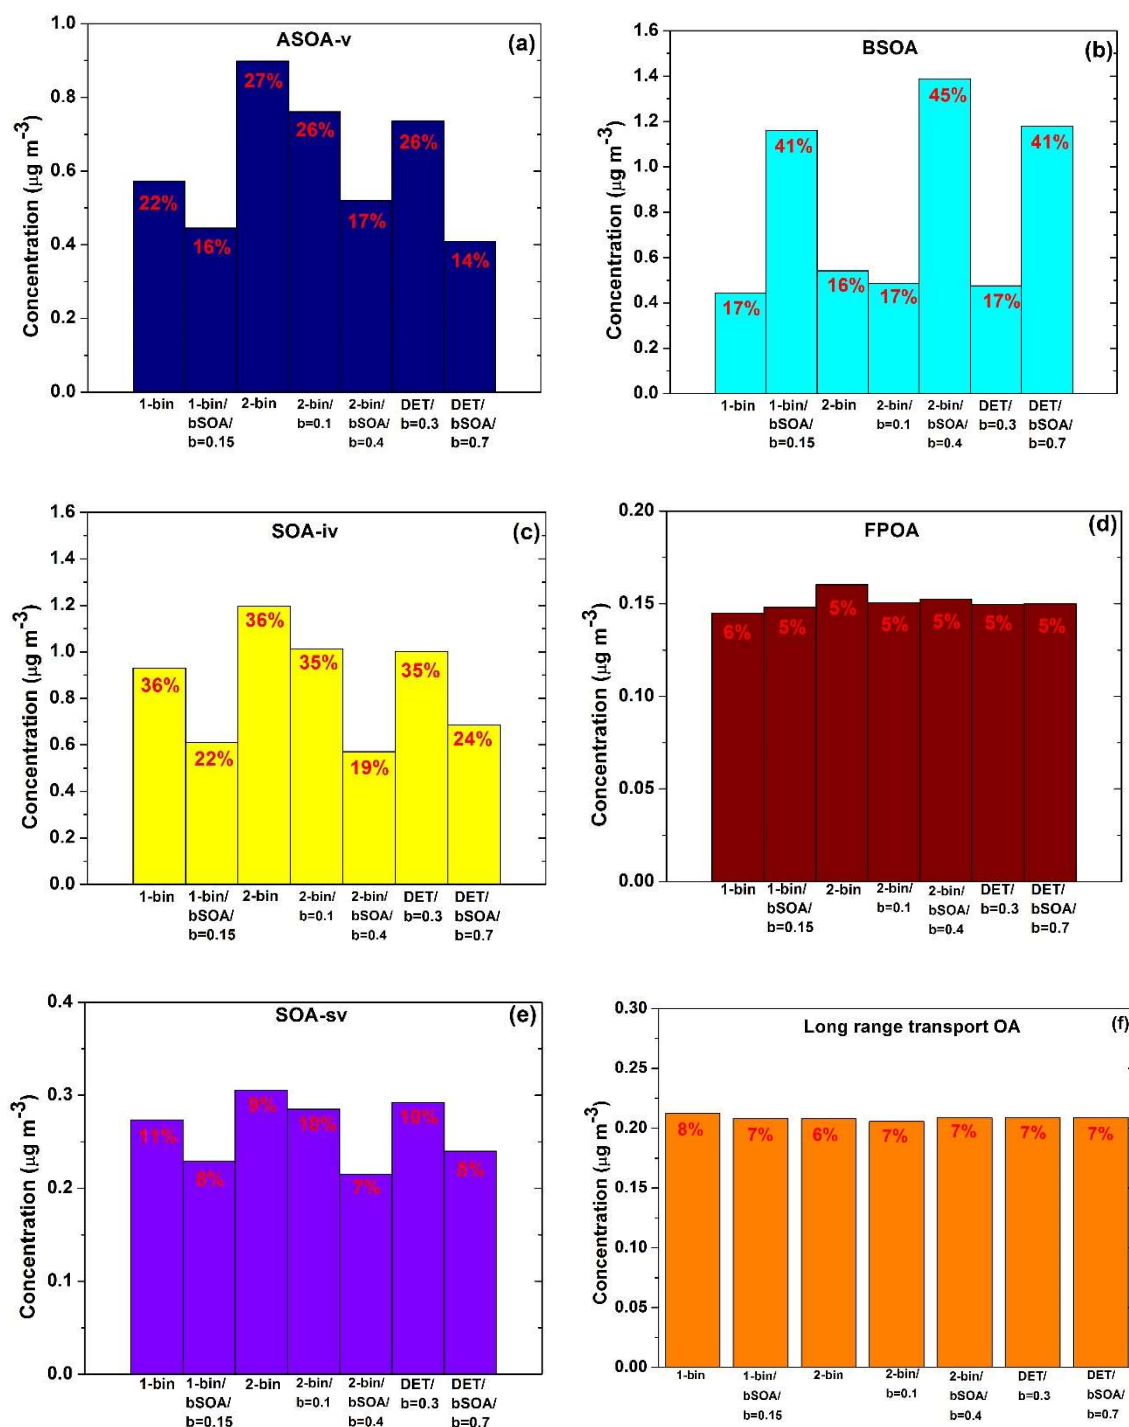 ASOA-v
(a)
Concentration (µg m⁻³)
1.0
0.8
0.6
0.4
0.2
0.0
22%
16%
27%
26%
17%
26%
14%
1-bin
1-bin/
bSOA/
b=0.15
2-bin
2-bin/
b=0.1
2-bin/
bSOA/
b=0.4
DET/
b=0.3
DET/
bSOA/
b=0.7
BSOA
(b)
Concentration (µg m⁻³)
1.6
1.4
1.2
1.0
0.8
0.6
0.4
0.2
0.0
17%
41%
16%
17%
45%
17%
41%
1-bin
1-bin/
bSOA/
b=0.15
2-bin
2-bin/
b=0.1
2-bin/
bSOA/
b=0.4
DET/
b=0.3
DET/
bSOA/
b=0.7
SOA-iv
(c)
Concentration (µg m⁻³)
1.6
1.4
1.2
1.0
0.8
0.6
0.4
0.2
0.0
36%
22%
36%
35%
19%
35%
24%
1-bin
1-bin/
bSOA/
b=0.15
2-bin
2-bin/
b=0.1
2-bin/
bSOA/
b=0.4
DET/
b=0.3
DET/
bSOA/
b=0.7
FPOA
(d)
Concentration (µg m⁻³)
0.20
0.15
0.10
0.05
0.00
6%
5%
5%
5%
5%
5%
5%
1-bin
1-bin/
bSOA/
b=0.15
2-bin
2-bin/
b=0.1
2-bin/
bSOA/
b=0.4
DET/
b=0.3
DET/
bSOA/
b=0.7
SOA-sv
(e)
Concentration (µg m⁻³)
0.4
0.3
0.2
0.1
0.0
11%
8%
9%
10%
7%
10%
8%
1-bin
1-bin/
bSOA/
b=0.15
2-bin
2-bin/
b=0.1
2-bin/
bSOA/
b=0.4
DET/
b=0.3
DET/
bSOA/
b=0.7
Long range transport OA
(f)
Concentration (µg m⁻³)
0.30
0.25
0.20
0.15
0.10
0.05
0.00
8%
7%
6%
7%
7%
7%
7%
1-bin
1-bin/
bSOA/
b=0.15
2-bin
2-bin/
b=0.1
2-bin/
bSOA/
b=0.4
DET/
b=0.3
DET/
bSOA/
b=0.7